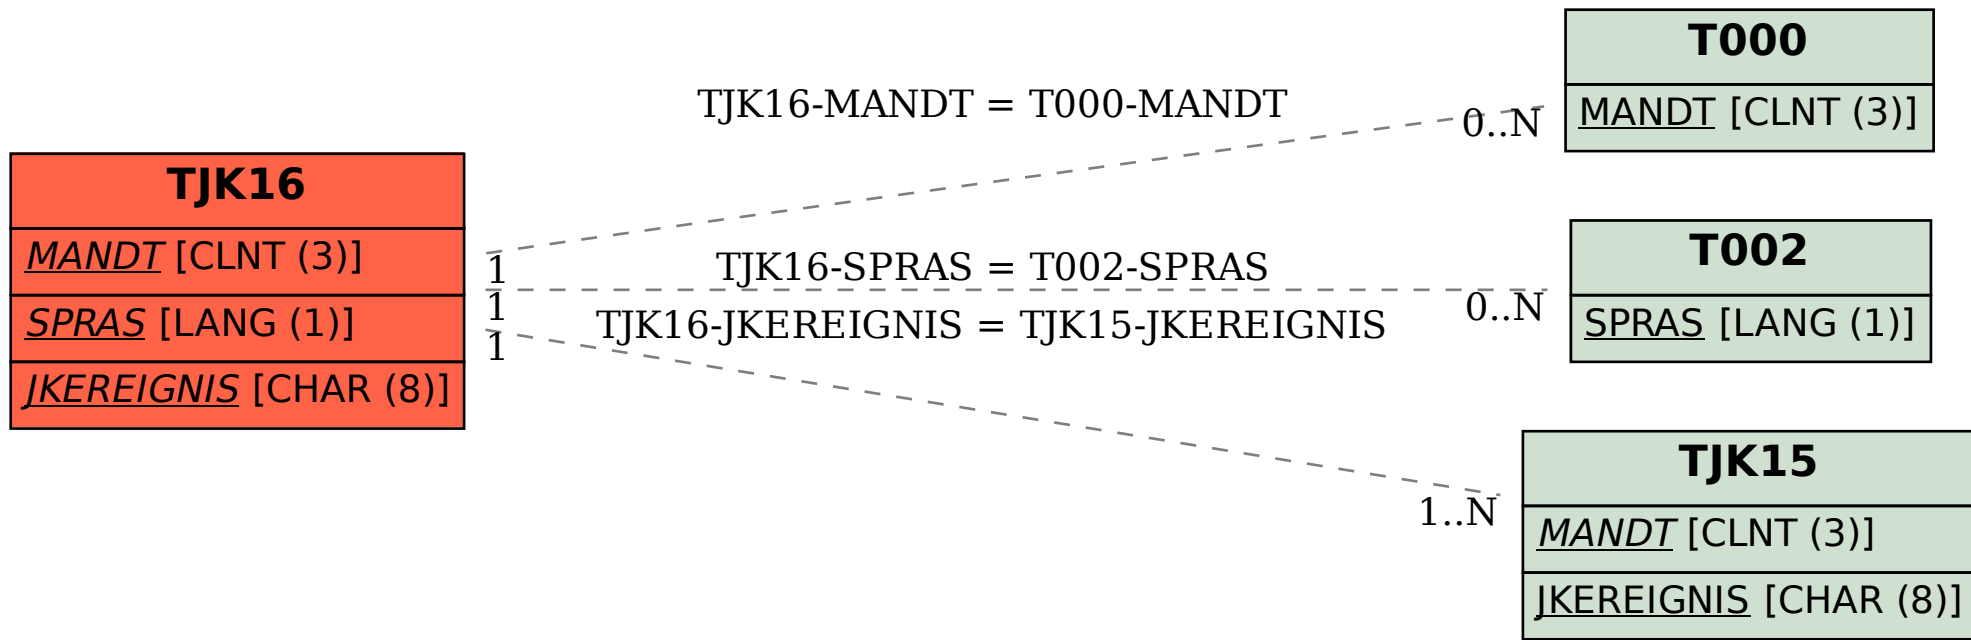 TJK16
MANDT [CLNT (3)]
SPRAS [LANG (1)]
JKEREIGNIS [CHAR (8)]
TJK16-MANDT = T000-MANDT
1
0..N
TJK16-SPRAS = T002-SPRAS
1
0..N
TJK16-JKEREIGNIS = TJK15-JKEREIGNIS
1
1..N
T000
MANDT [CLNT (3)]
T002
SPRAS [LANG (1)]
TJK15
MANDT [CLNT (3)]
JKEREIGNIS [CHAR (8)]